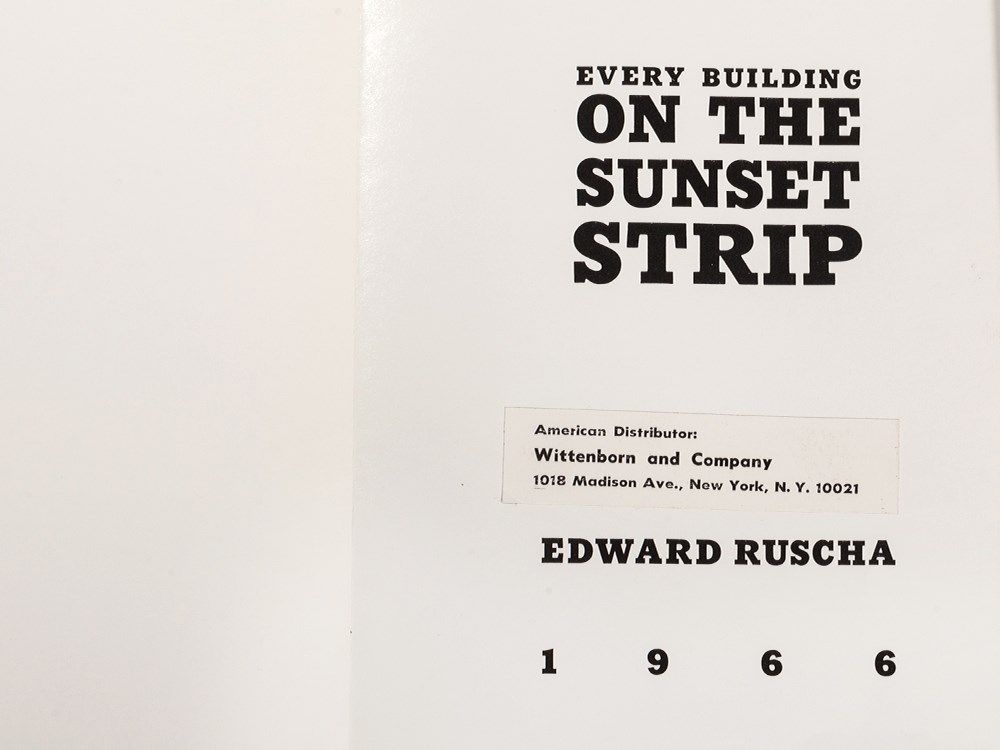 EVERY BUILDING
ON THE
SUNSET
STRIP
American Distributor:
Wittenborn and Company
1018 Madison Ave., New York, N. Y. 10021
EDWARD RUSCHA
1 9 6 6